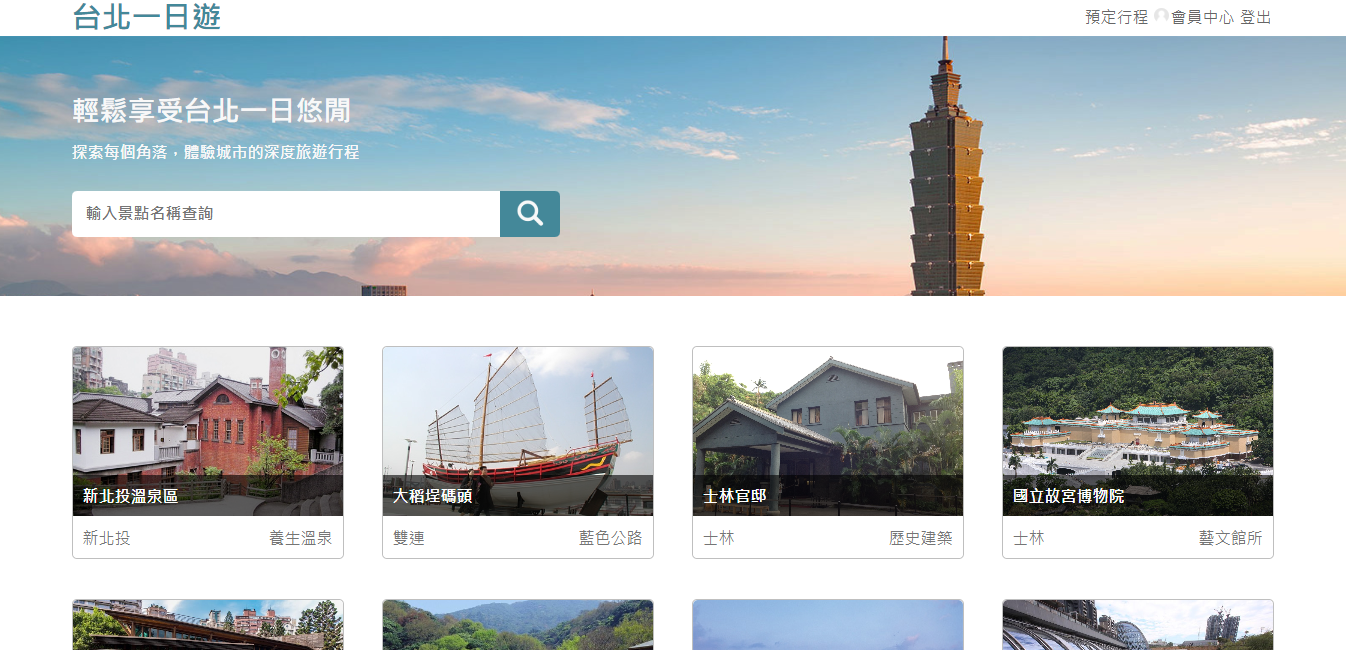 台北一日遊
預定行程 會員中心 登出
輕鬆享受台北一日悠閒
探索每個角落，體驗城市的深度旅遊行程
輸入景點名稱查詢
新北投溫泉區
新北投 養生溫泉
大稻埕碼頭
雙連 藍色公路
士林官邸
士林 歷史建築
國立故宮博物院
士林 藝文館所